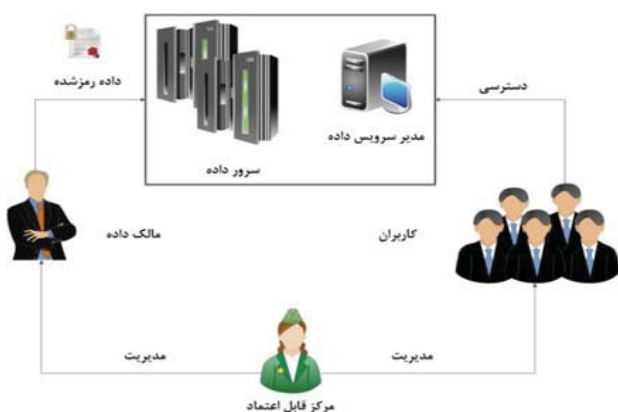 داده رمزشده
دسترسی
مدیر سرویس داده
سرور داده
مالک داده
کاربران
مدیریت
مدیریت
مرکز قابل اعتماد